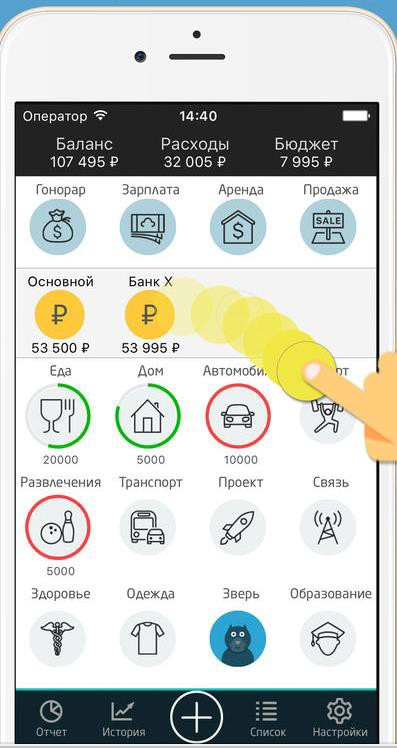 Оператор 14:40
Баланс Расходы Бюджет
107 495 ₽ 32 005 ₽ 7 995 ₽
Гонорар Зарплата Аренда Продажа
$ $ SALE
Основной Банк X
₽ ₽
53 500 ₽ 53 995 ₽
Еда Дом
20000 5000 10000
Развлечения Транспорт Проект Связь
5000
Здоровье Одежда Зверь Образование
Отчет История Список Настройки